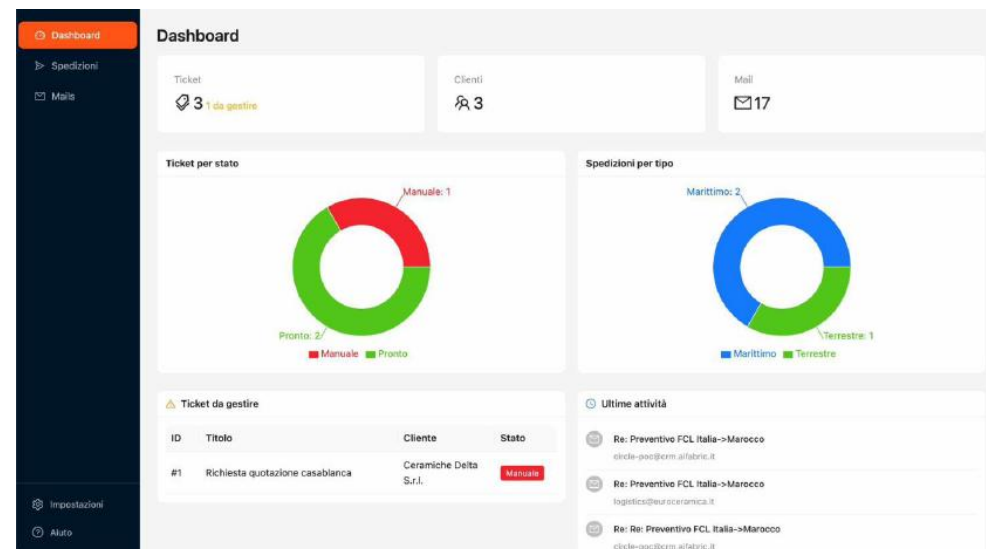 Dashboard
Spedizioni
Mails
Impostazioni
Aiuto
Dashboard
Ticket
3 1 da gestire
Clienti
3
Mail
17
Ticket per stato
Manuale: 1
Pronto: 2
Manuale Pronto
Spedizioni per tipo
Marittimo: 2
Terrestre: 1
Marittimo Terrestre
Ticket da gestire
ID Titolo Cliente Stato
#1 Richiesta quotazione casablanca Ceramiche Delta S.r.l. Manuale
Ultime attività
Re: Preventivo FCL Italia->Marocco
circle-poc@crm.aifabric.it
Re: Preventivo FCL Italia->Marocco
logistics@euroceramica.it
Re: Re: Preventivo FCL Italia->Marocco
circle-poc@crm.aifabric.it